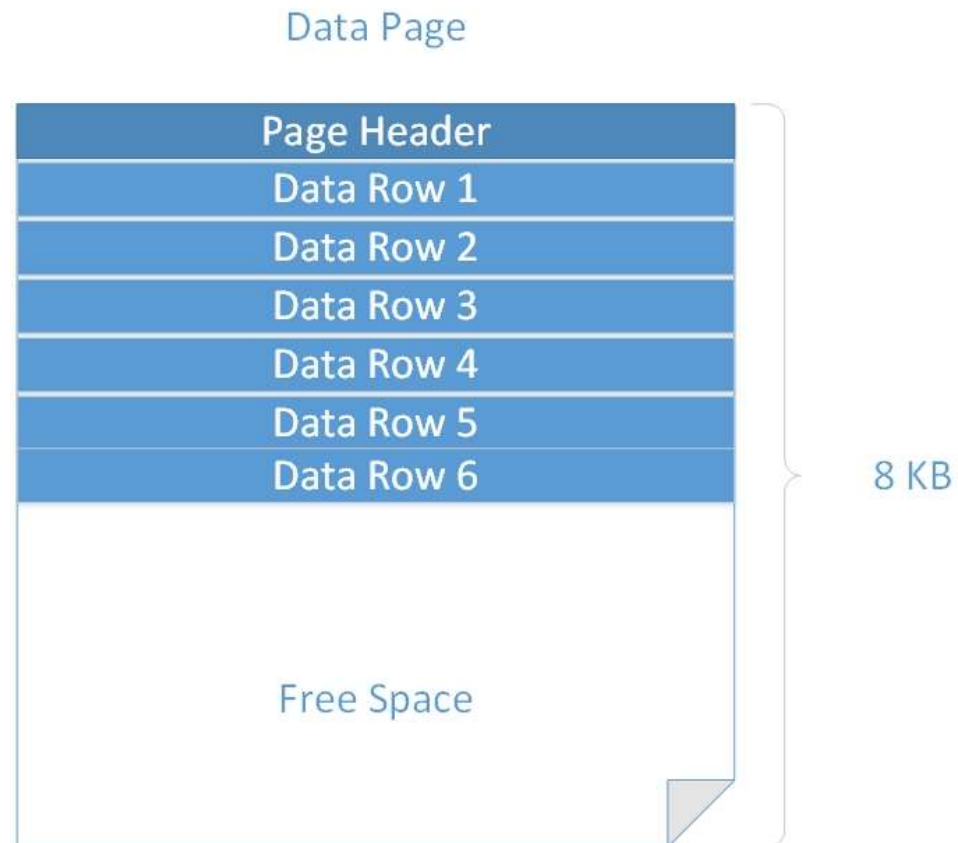 Data Page
Page Header
Data Row 1
Data Row 2
Data Row 3
Data Row 4
Data Row 5
Data Row 6
8 KB
Free Space